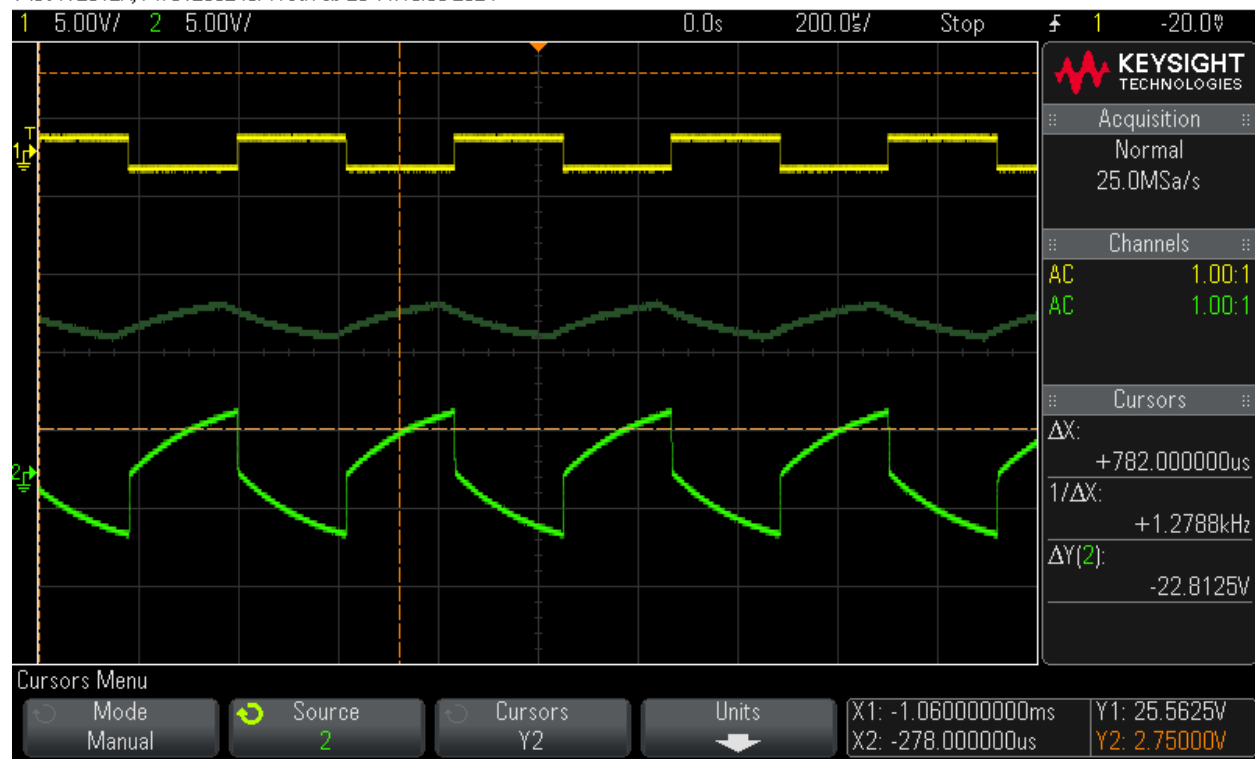 1 5.00V/ 2 5.00V/ 0.0s 200.0us/ Stop 1 -20.0V
KEYSIGHT
TECHNOLOGIES
Acquisition
Normal
25.0MSa/s
Channels
AC 1.00:1
AC 1.00:1
Cursors
ΔX:
+782.000000us
1/ΔX:
+1.2788kHz
ΔY(2):
-22.8125V
T
1
2
Cursors Menu
Mode
Manual
Source
2
Cursors
Y2
Units
X1: -1.060000000ms
X2: -278.000000us
Y1: 25.5625V
Y2: 2.75000V